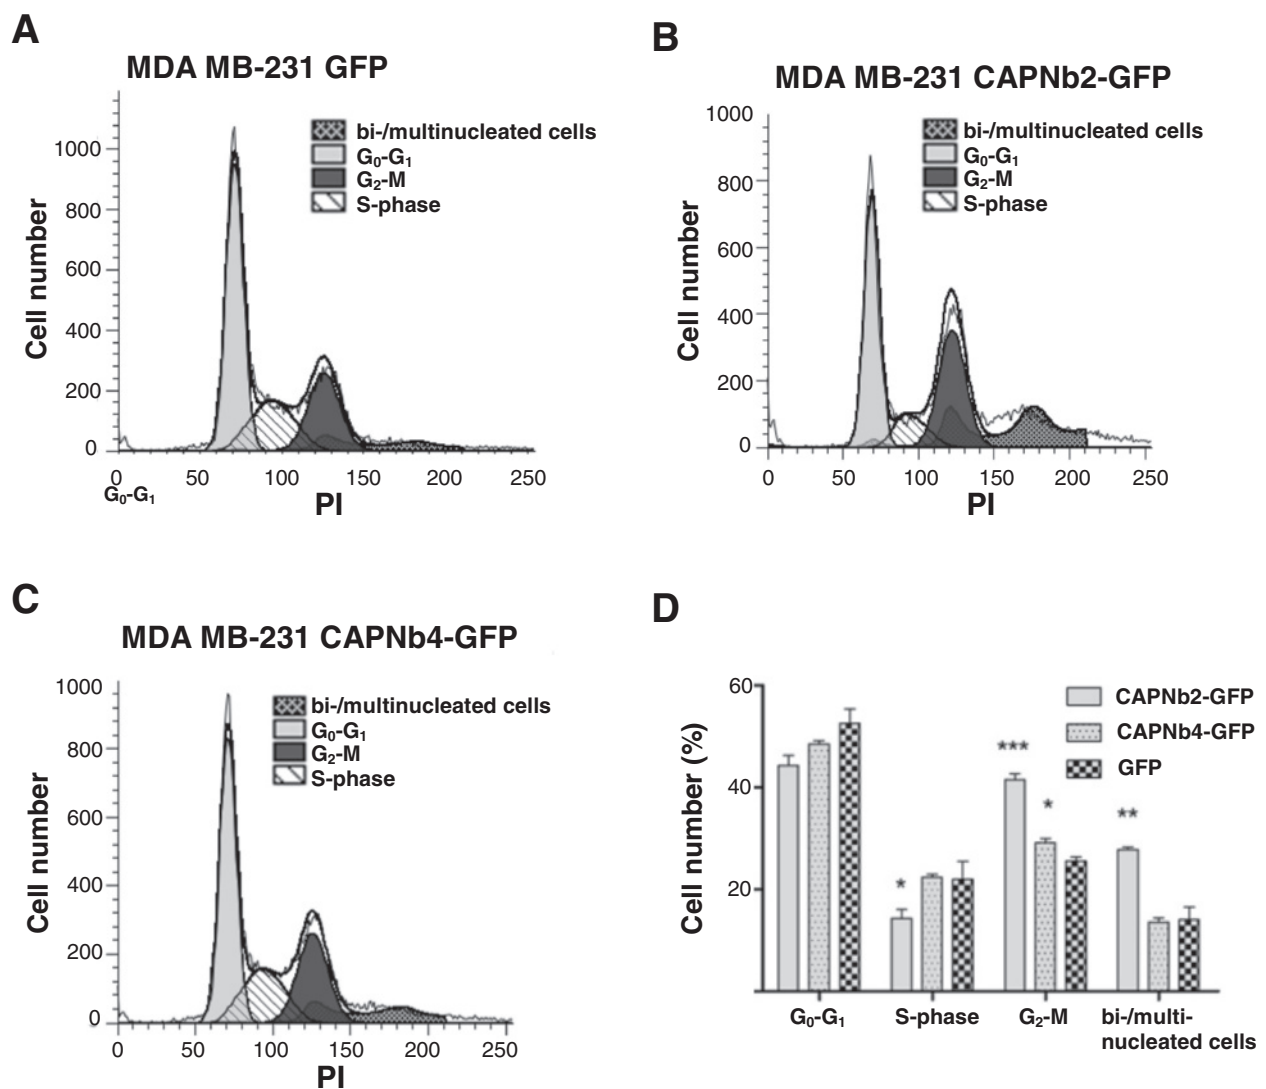 A
MDA MB-231 GFP
bi-/multinucleated cells
G0-G1
G2-M
S-phase
Cell number
1000
800
600
400
200
0
0 50 100 150 200 250
G0-G1
PI
B
MDA MB-231 CAPNb2-GFP
bi-/multinucleated cells
G0-G1
G2-M
S-phase
Cell number
1000
800
600
400
200
0
0 50 100 150 200 250
PI
C
MDA MB-231 CAPNb4-GFP
bi-/multinucleated cells
G0-G1
G2-M
S-phase
Cell number
1000
800
600
400
200
0
0 50 100 150 200 250
PI
D
CAPNb2-GFP
CAPNb4-GFP
GFP
Cell number (%)
60
40
20
*
***
*
**
G0-G1 S-phase G2-M bi-/multi-
nucleated cells